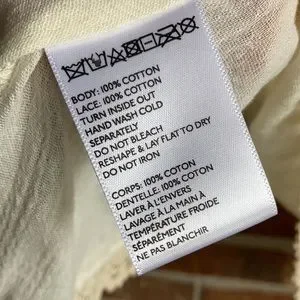 BODY: 100% COTTON
LACE: 100% COTTON
TURN INSIDE OUT
HAND WASH COLD
SEPARATELY
DO NOT BLEACH
RESHAPE & LAY FLAT TO DRY
DO NOT IRON
CORPS: 100% COTON
DENTELLE: 100% COTON
LAVER À L'ENVERS
LAVAGE À LA MAIN À
TEMPÉRATURE FROIDE
SÉPARÉMENT
NE PAS BLANCHIR